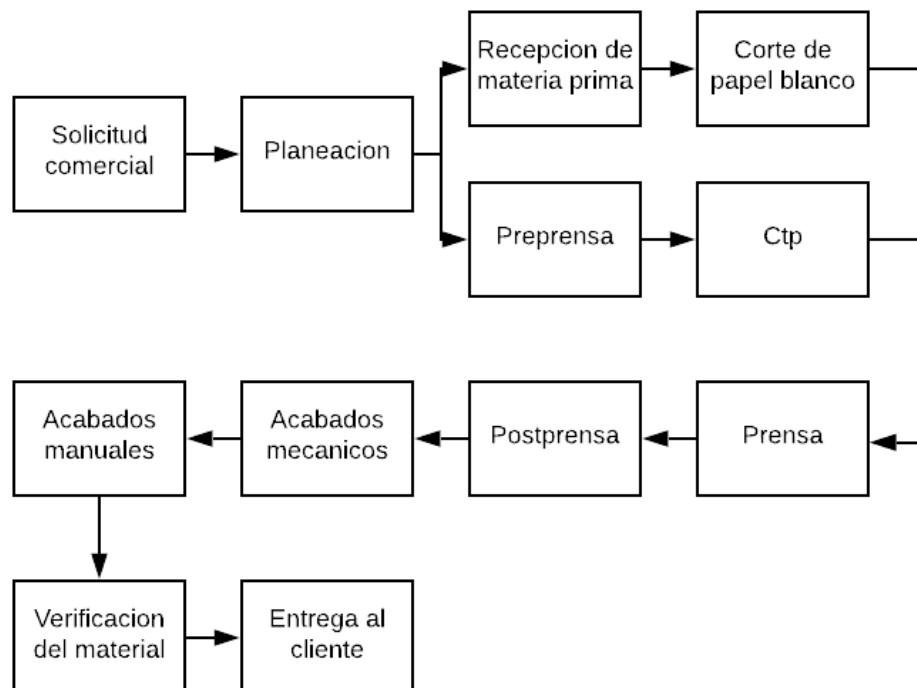 Solicitud
comercial
Planeacion
Recepcion de
materia prima
Corte de
papel blanco
Preprensa
Ctp
Prensa
Postprensa
Acabados
mecanicos
Acabados
manuales
Verificacion
del material
Entrega al
cliente